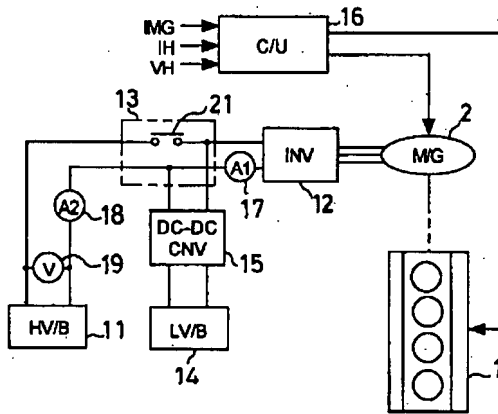 IMG
IH
VH
C/U
16
13
21
2
INV
M/G
A1
12
17
A2
18
DC-DC
CNV
19
V
15
HV/B
11
LV/B
14
1